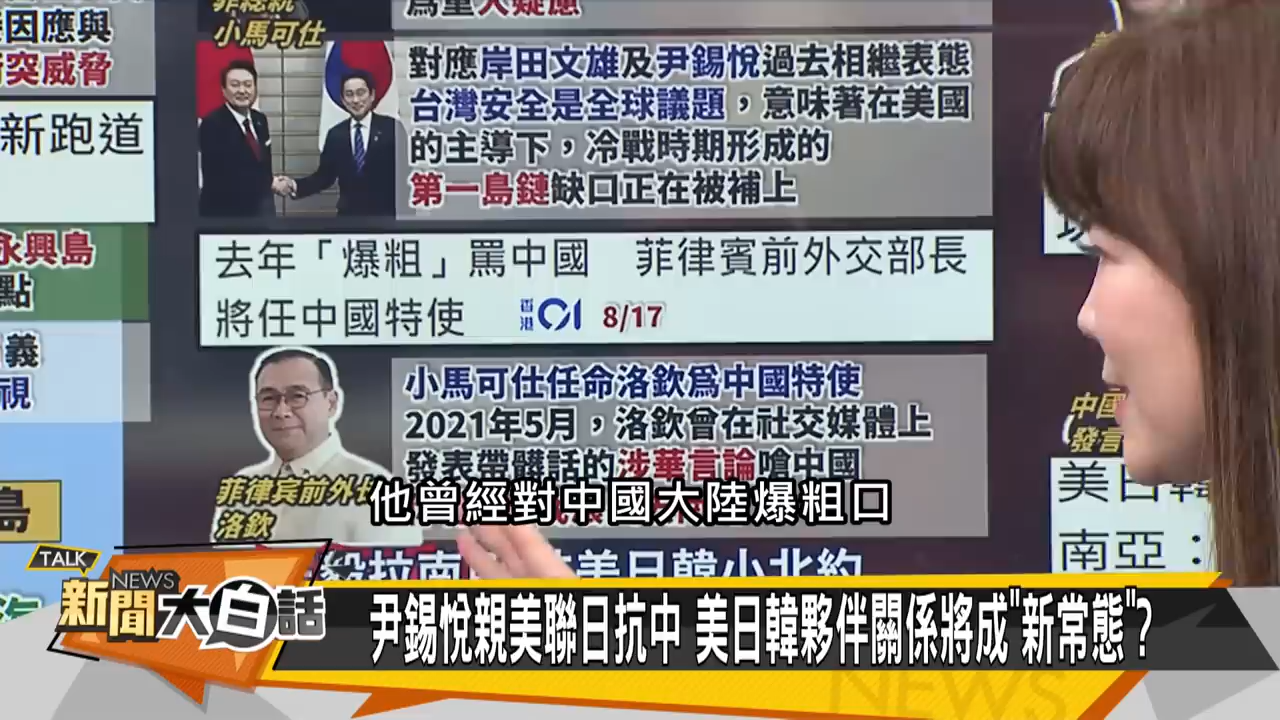 菲總統
小馬可仕
為重大疑慮
對應岸田文雄及尹錫悅過去相繼表態
台灣安全是全球議題，意味著在美國
的主導下，冷戰時期形成的
第一島鏈缺口正在被補上
因應與
突威脅
新跑道
永興島
點
義
視
島
去年「爆粗」罵中國 菲律賓前外交部長
將任中國特使 香港01 8/17
小馬可仕任命洛欽為中國特使
2021年5月，洛欽曾在社交媒體上
發表帶髒話的涉華言論嗆中國
菲律宾前外長
洛欽
他曾經對中國大陸爆粗口
美日韓小北約
中國
發言
美日韓
南亞：
TALK
NEWS
新聞大白話
尹錫悅親美聯日抗中 美日韓夥伴關係將成"新常態"?
NEWS